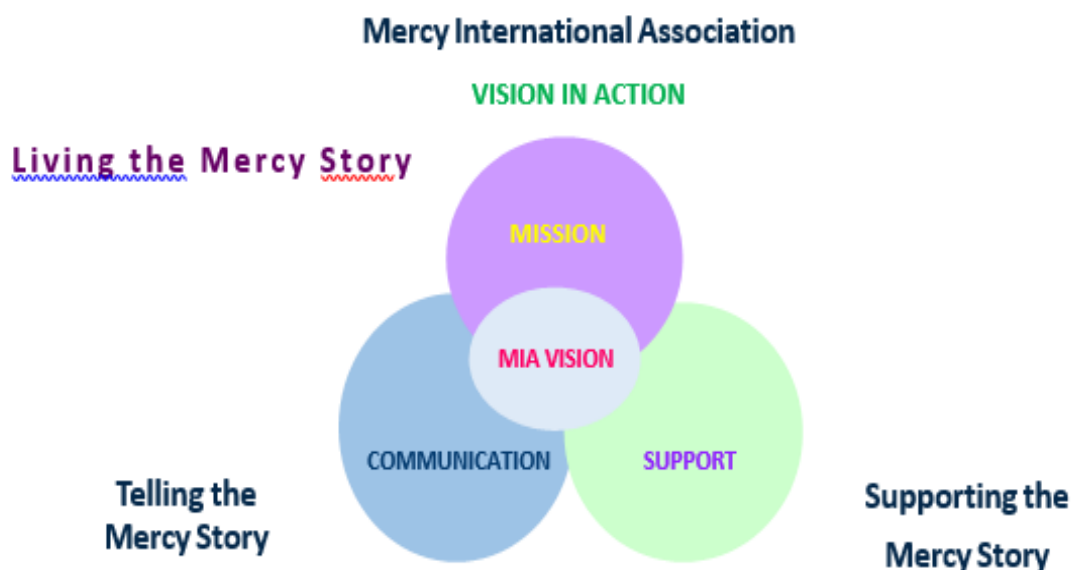 Mercy International Association
VISION IN ACTION
Living the Mercy Story
MISSION
MIA VISION
COMMUNICATION
SUPPORT
Telling the
Mercy Story
Supporting the
Mercy Story